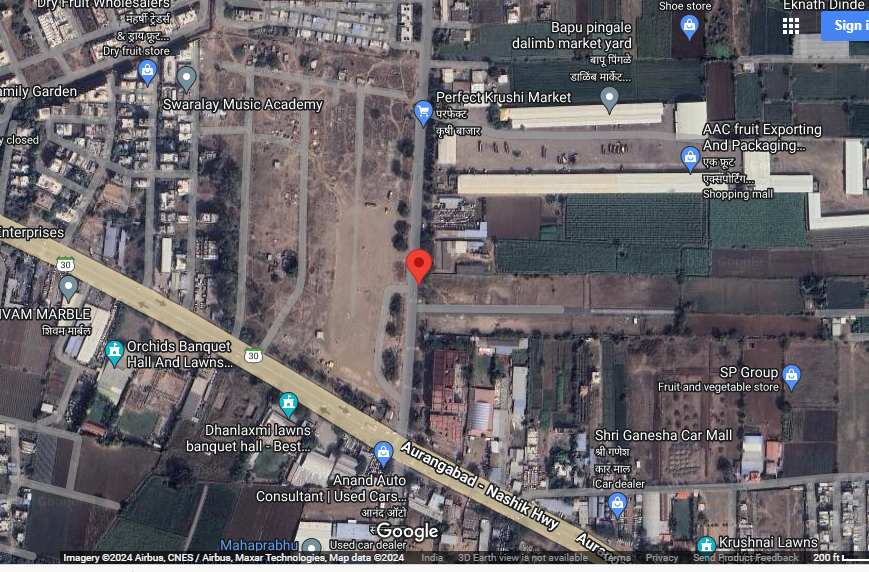 Dry Fruit Wholesalers
महर्षी ट्रेडर्स
& ड्राय फ्रूट...
Dry fruit store
Shoe store
Eknath Dinde
Sign i
Bapu pingale
dalimb market yard
बापू पिंगळे
डाळिंब मार्केट...
amily Garden
Swaralay Music Academy
Perfect Krushi Market
परफेक्ट
कृषी बाजार
AAC fruit Exporting
And Packaging...
एक फ्रूट
एक्सपोर्टिंग...
Shopping mall
y closed
Enterprises
30
IVAM MARBLE
शिवम मार्बल
Orchids Banquet
Hall And Lawns...
30
SP Group
Fruit and vegetable store
Dhanlaxmi lawns
banquet hall - Best...
Shri Ganesha Car Mall
श्री गणेश
कार माल
Car dealer
Aurangabad - Nashik Hwy
Anand Auto
Consultant | Used Cars...
आनंद ऑटो
Used car dealer
Google
Aura
Mahaprabhu
Krushnai Lawns
Imagery ©2024 Airbus, CNES / Airbus, Maxar Technologies, Map data ©2024 India 3D Earth view is not available Terms Privacy Send Product Feedback 200 ft